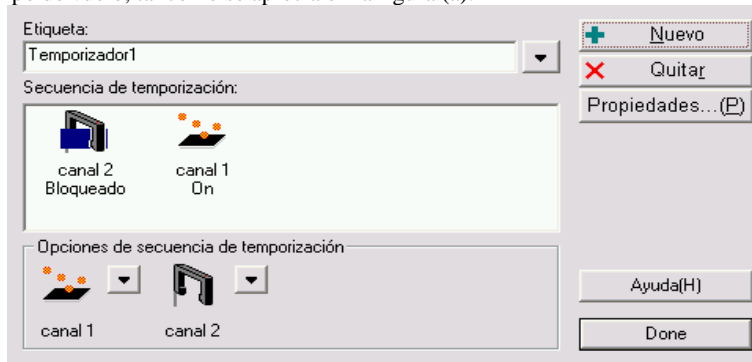 Etiqueta:
Temporizador1
Secuencia de temporización:
canal 2
Bloqueado
canal 1
On
Opciones de secuencia de temporización
canal 1
canal 2
Nuevo
Quitar
Propiedades...(P)
Ayuda(H)
Done